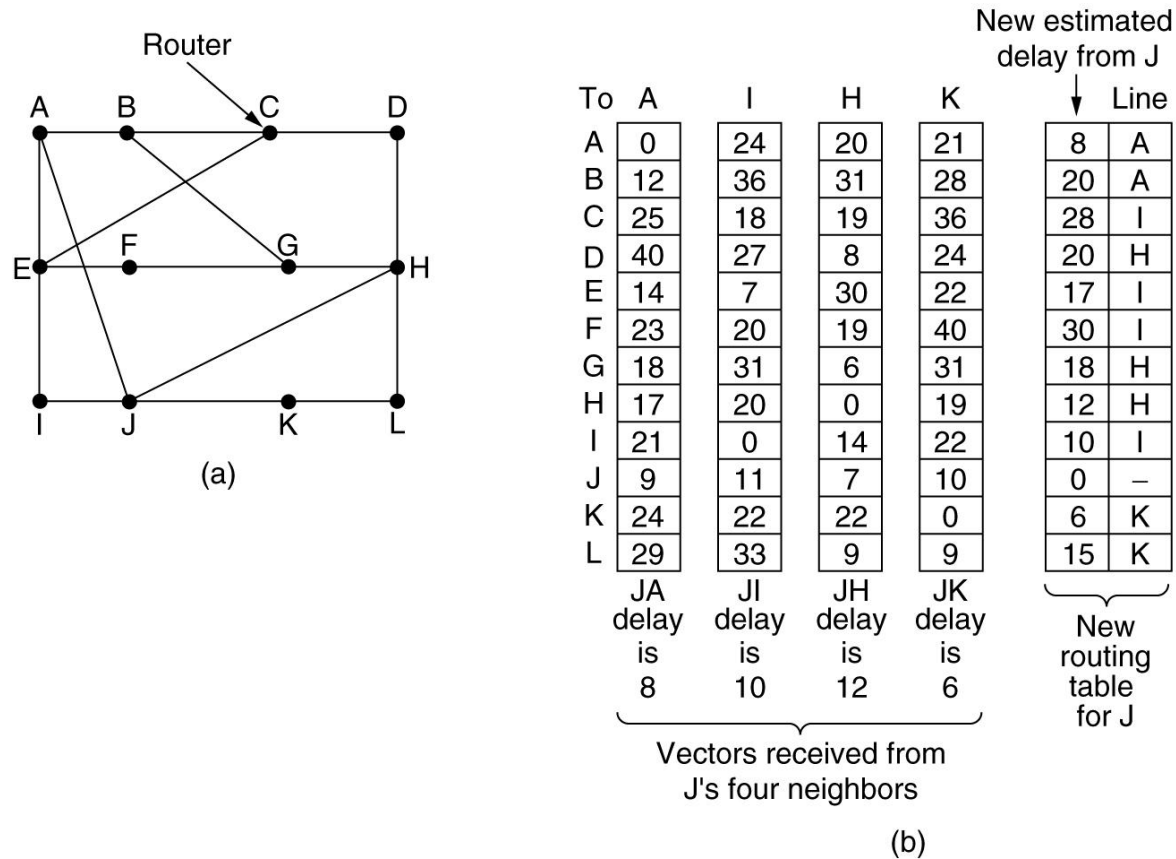 Router
A B C D
E F G H
I J K L
(a)
New estimated
delay from J
To A I H K Line
A 0 24 20 21 8 A
B 12 36 31 28 20 A
C 25 18 19 36 28 I
D 40 27 8 24 20 H
E 14 7 30 22 17 I
F 23 20 19 40 30 I
G 18 31 6 31 18 H
H 17 20 0 19 12 H
I 21 0 14 22 10 I
J 9 11 7 10 0 –
K 24 22 22 0 6 K
L 29 33 9 9 15 K
JA JI JH JK
delay delay delay delay
is is is is
8 10 12 6
Vectors received from
J's four neighbors
New
routing
table
for J
(b)